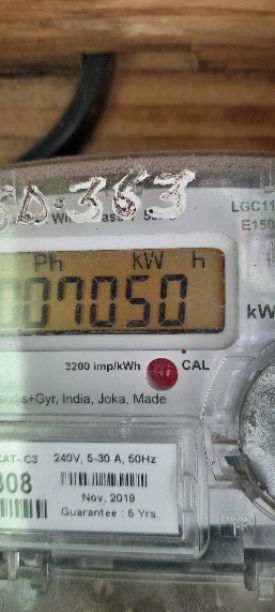 SD 363
LGC11
E150
Ph kW h
007050
kW
3200 imp/kWh CAL
+Gyr, India, Joka, Made
CAT- C3 240V, 5-30 A, 50Hz
308
Nov, 2019
Guarantee : 5 Yrs.